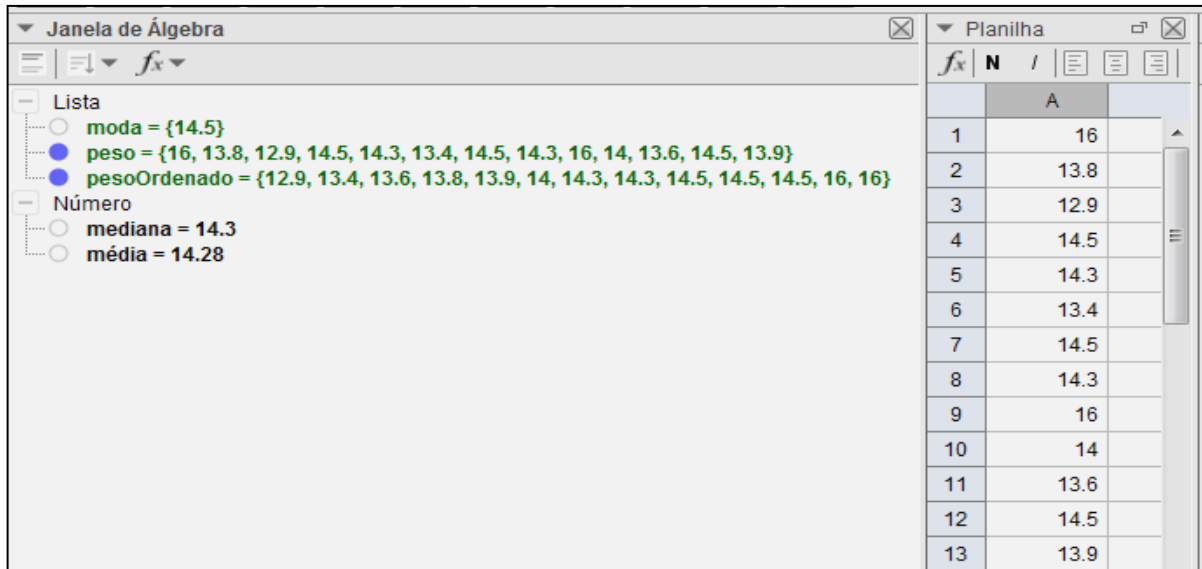 Janela de Álgebra
fx
Lista
moda = {14.5}
peso = {16, 13.8, 12.9, 14.5, 14.3, 13.4, 14.5, 14.3, 16, 14, 13.6, 14.5, 13.9}
pesoOrdenado = {12.9, 13.4, 13.6, 13.8, 13.9, 14, 14.3, 14.3, 14.5, 14.5, 14.5, 16, 16}
Número
mediana = 14.3
média = 14.28
Planilha
fx N I
A
1 16
2 13.8
3 12.9
4 14.5
5 14.3
6 13.4
7 14.5
8 14.3
9 16
10 14
11 13.6
12 14.5
13 13.9